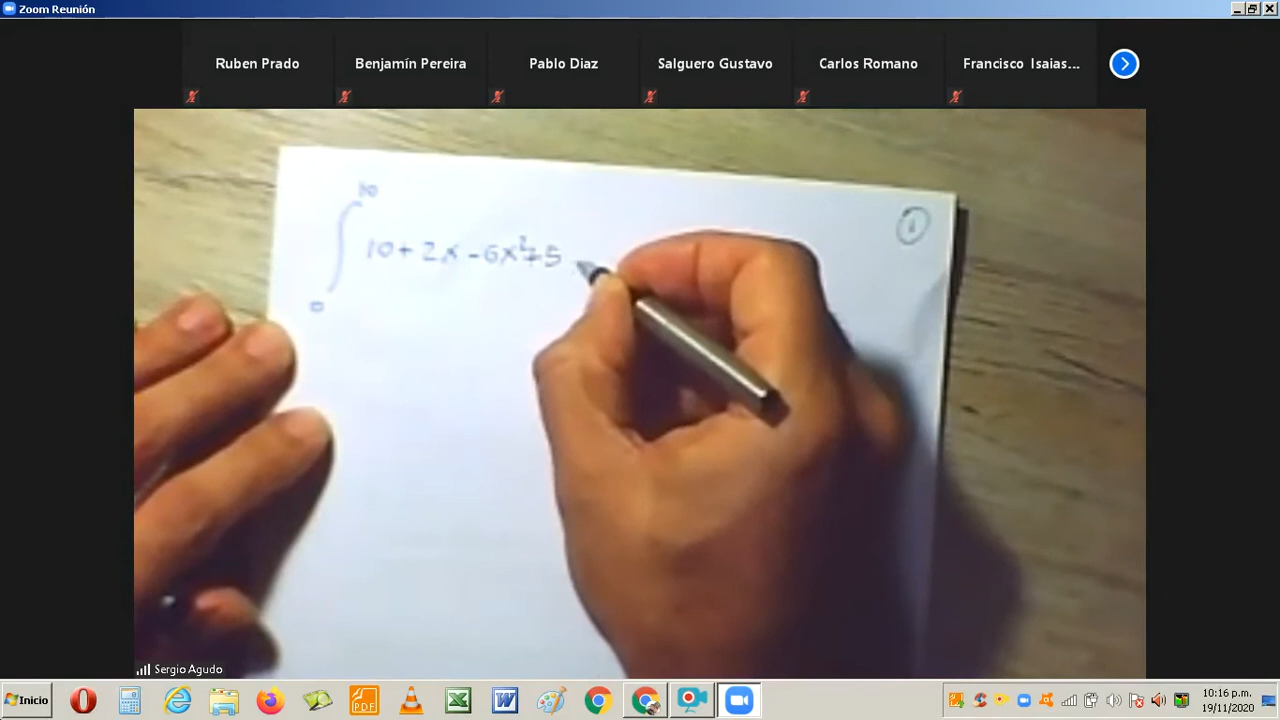 Zoom Reunión
Ruben Prado
Benjamín Pereira
Pablo Diaz
Salguero Gustavo
Carlos Romano
Francisco Isaias...
1
10
∫ 10 + 2x - 6x² + 5
0
Sergio Agudo
Inicio
PDF
10:16 p.m.
19/11/2020